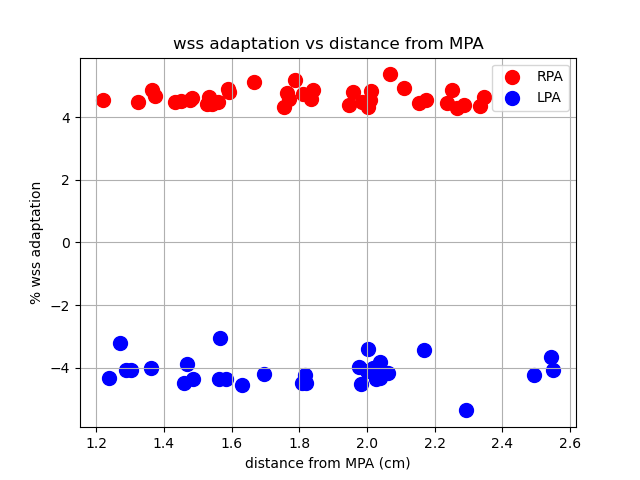 wss adaptation vs distance from MPA
RPA
LPA
% wss adaptation
4
2
0
−2
−4
1.2 1.4 1.6 1.8 2.0 2.2 2.4 2.6
distance from MPA (cm)